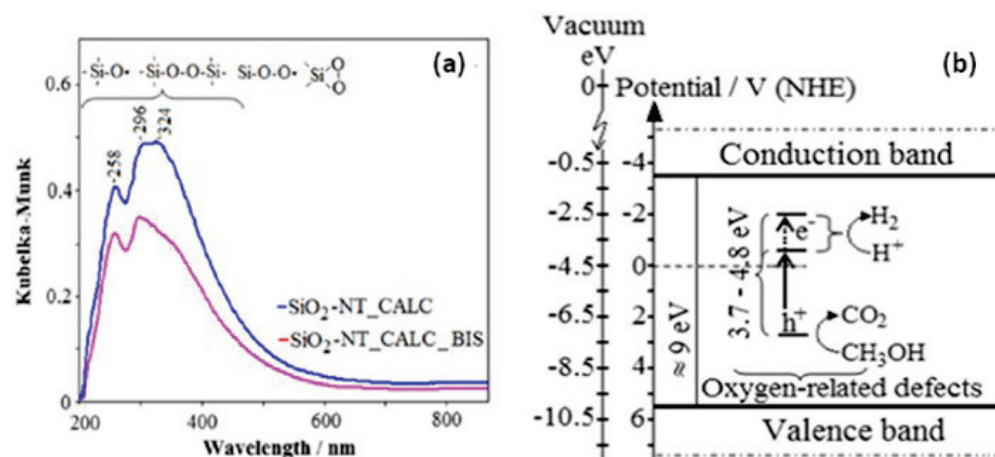 (a)
-Si-O• -Si-O-O-Si- Si-O-O• Si O O
0.6
0.4
0.2
0
Kubelka-Munk
-258
-296
-324
SiO₂-NT_CALC
SiO₂-NT_CALC_BIS
200 400 600 800
Wavelength / nm
Vacuum
eV
(b)
0
Potential / V (NHE)
-0.5 -4
Conduction band
-2.5 -2
e⁻ H₂
H⁺
-4.5 0
3.7 - 4.8 eV
-6.5 2
h⁺ CO₂
CH₃OH
-8.5 4
≈ 9 eV
Oxygen-related defects
-10.5 6
Valence band